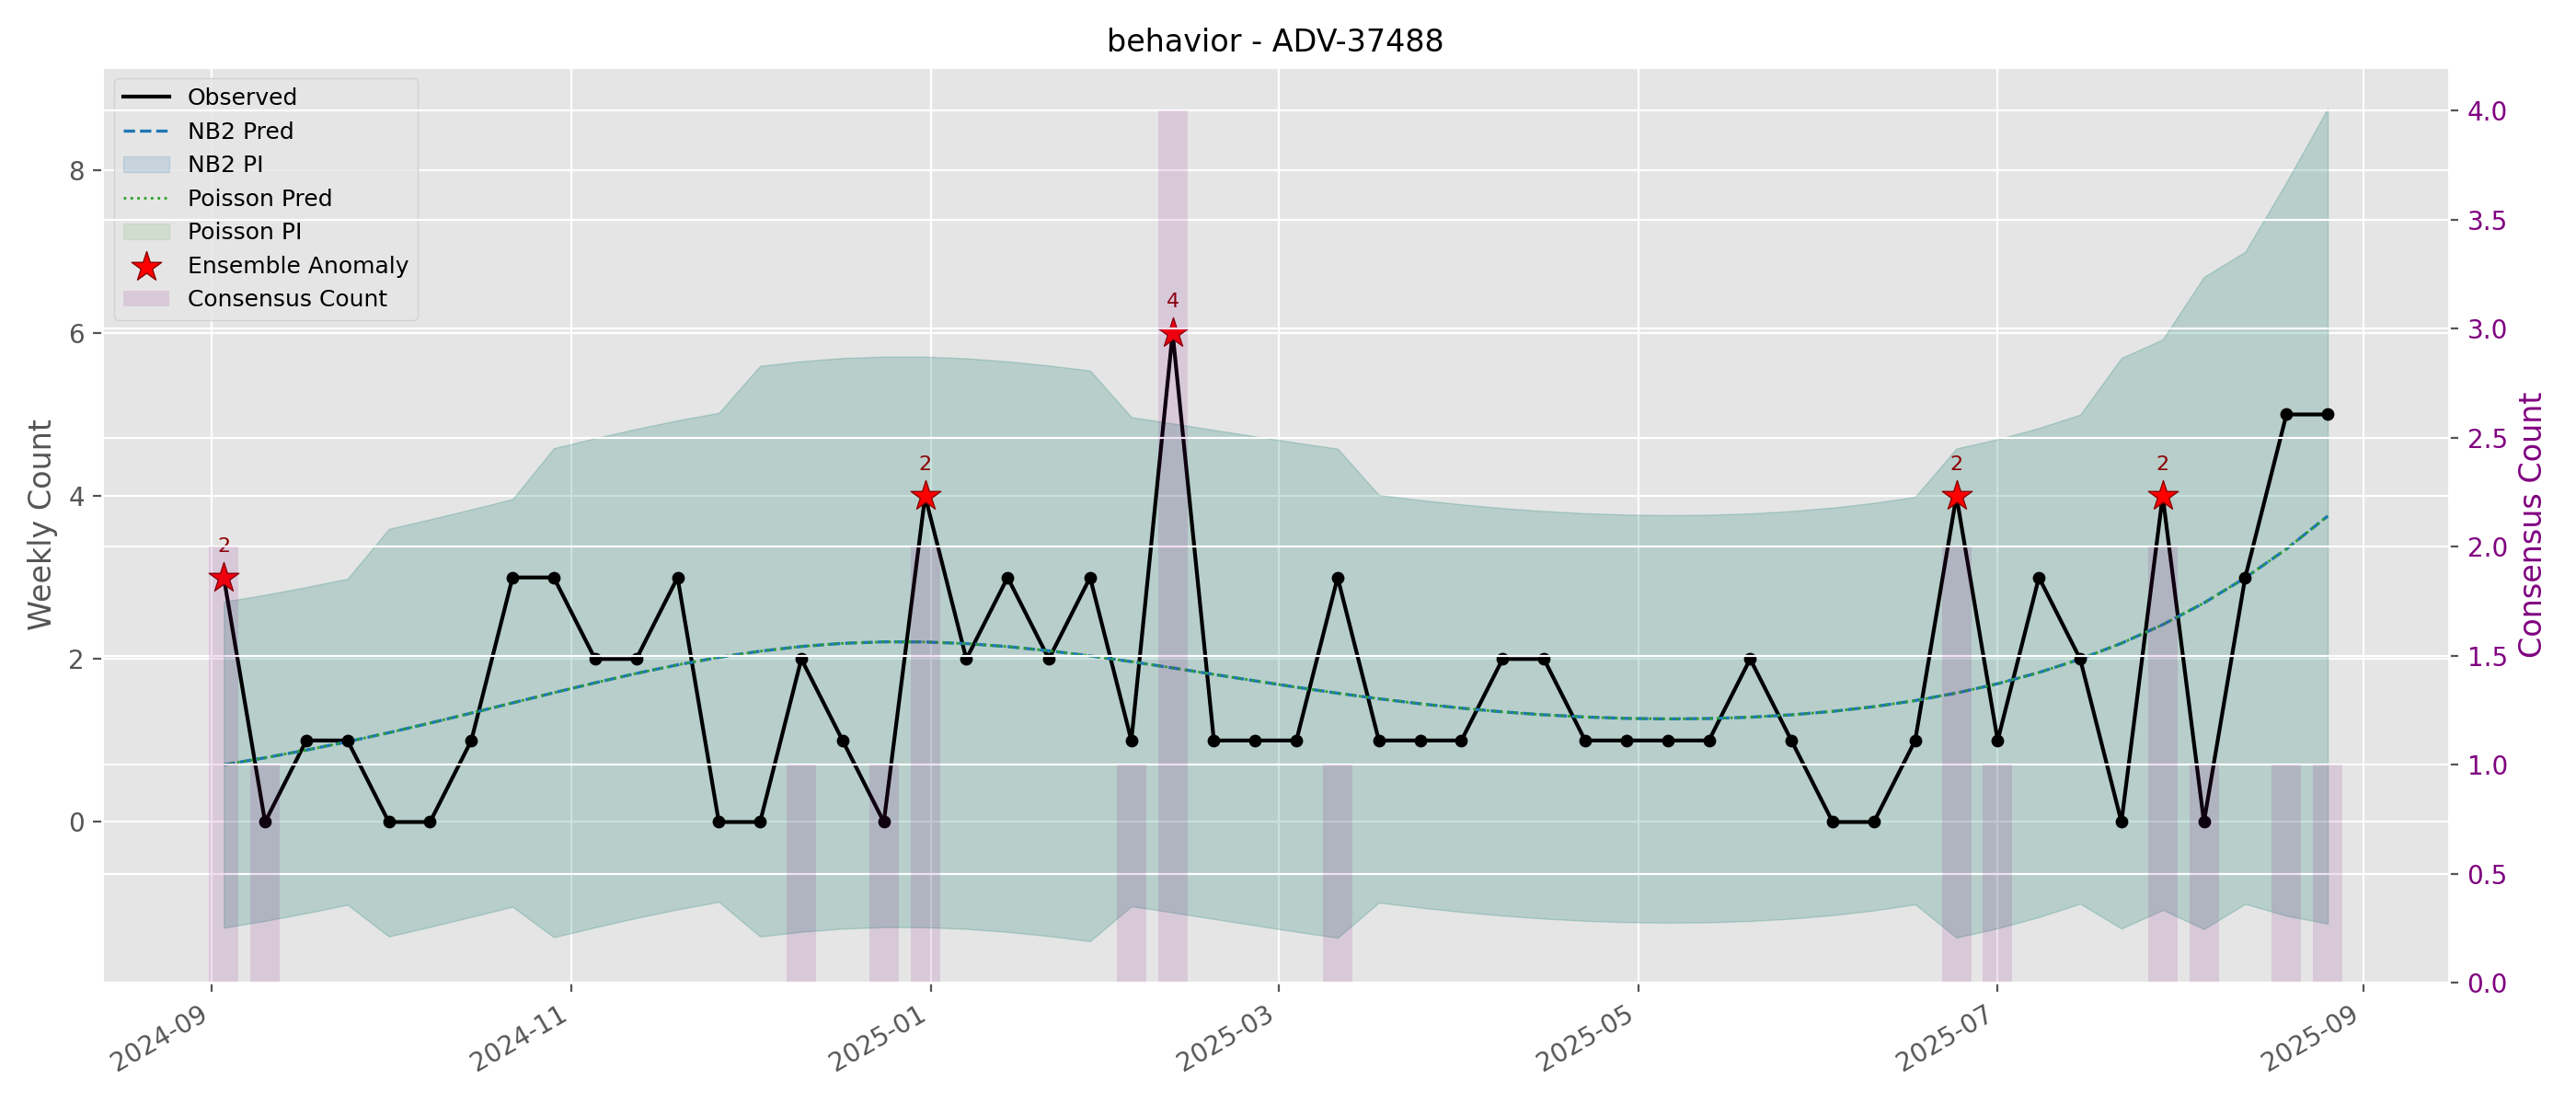 behavior - ADV-37488
Observed
NB2 Pred
NB2 PI
Poisson Pred
Poisson PI
Ensemble Anomaly
Consensus Count
Weekly Count
8
6
4
2
0
2
2
4
2
2
4.0
3.5
3.0
2.5
2.0
1.5
1.0
0.5
0.0
Consensus Count
2024-09
2024-11
2025-01
2025-03
2025-05
2025-07
2025-09